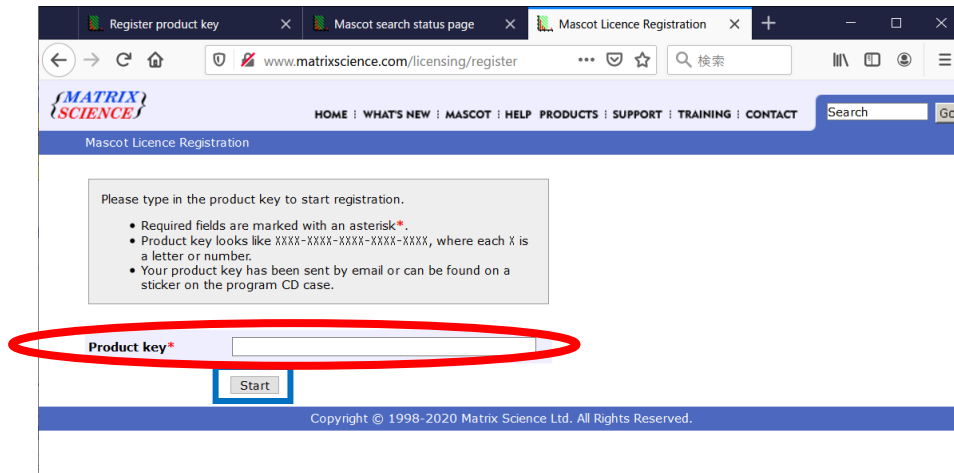 Register product key
Mascot search status page
Mascot Licence Registration
www.matrixscience.com/licensing/register
検索
{MATRIX}
{SCIENCE}
HOME WHAT'S NEW MASCOT HELP PRODUCTS SUPPORT TRAINING CONTACT
Search
Go
Mascot Licence Registration
Please type in the product key to start registration.
• Required fields are marked with an asterisk*.
• Product key looks like XXXX-XXXX-XXXX-XXXX-XXXX, where each X is
a letter or number.
• Your product key has been sent by email or can be found on a
sticker on the program CD case.
Product key*
Start
Copyright © 1998-2020 Matrix Science Ltd. All Rights Reserved.